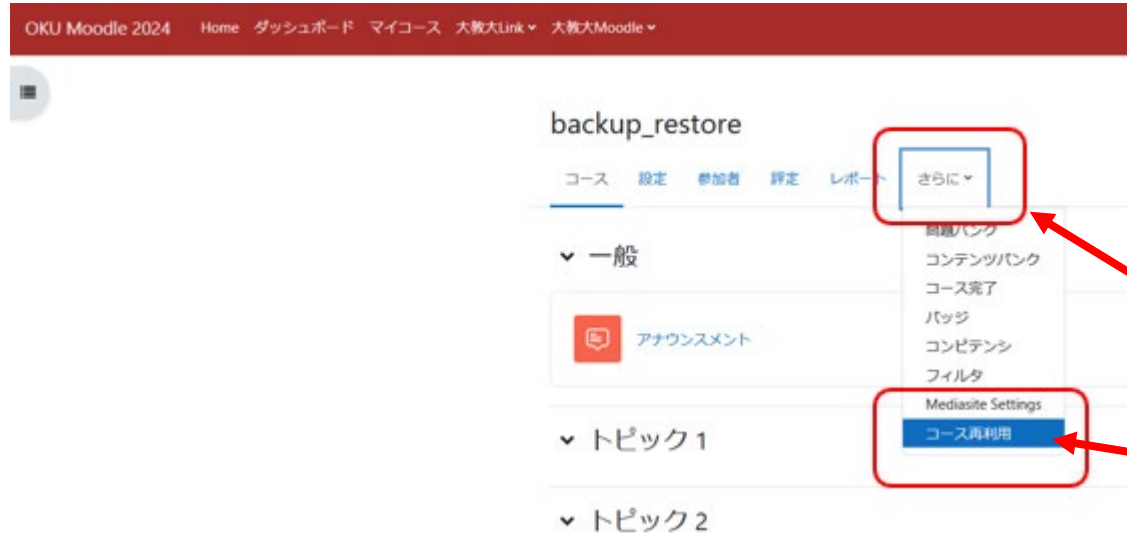 OKU Moodle 2024 Home ダッシュボード マイコース 大教大Link 大教大Moodle
backup_restore
コース 設定 参加者 評定 レポート さらに
問題バンク
コンテンツバンク
コース完了
バッジ
コンピテンシ
フィルタ
Mediasite Settings
コース再利用
一般
アナウンスメント
トピック 1
トピック 2